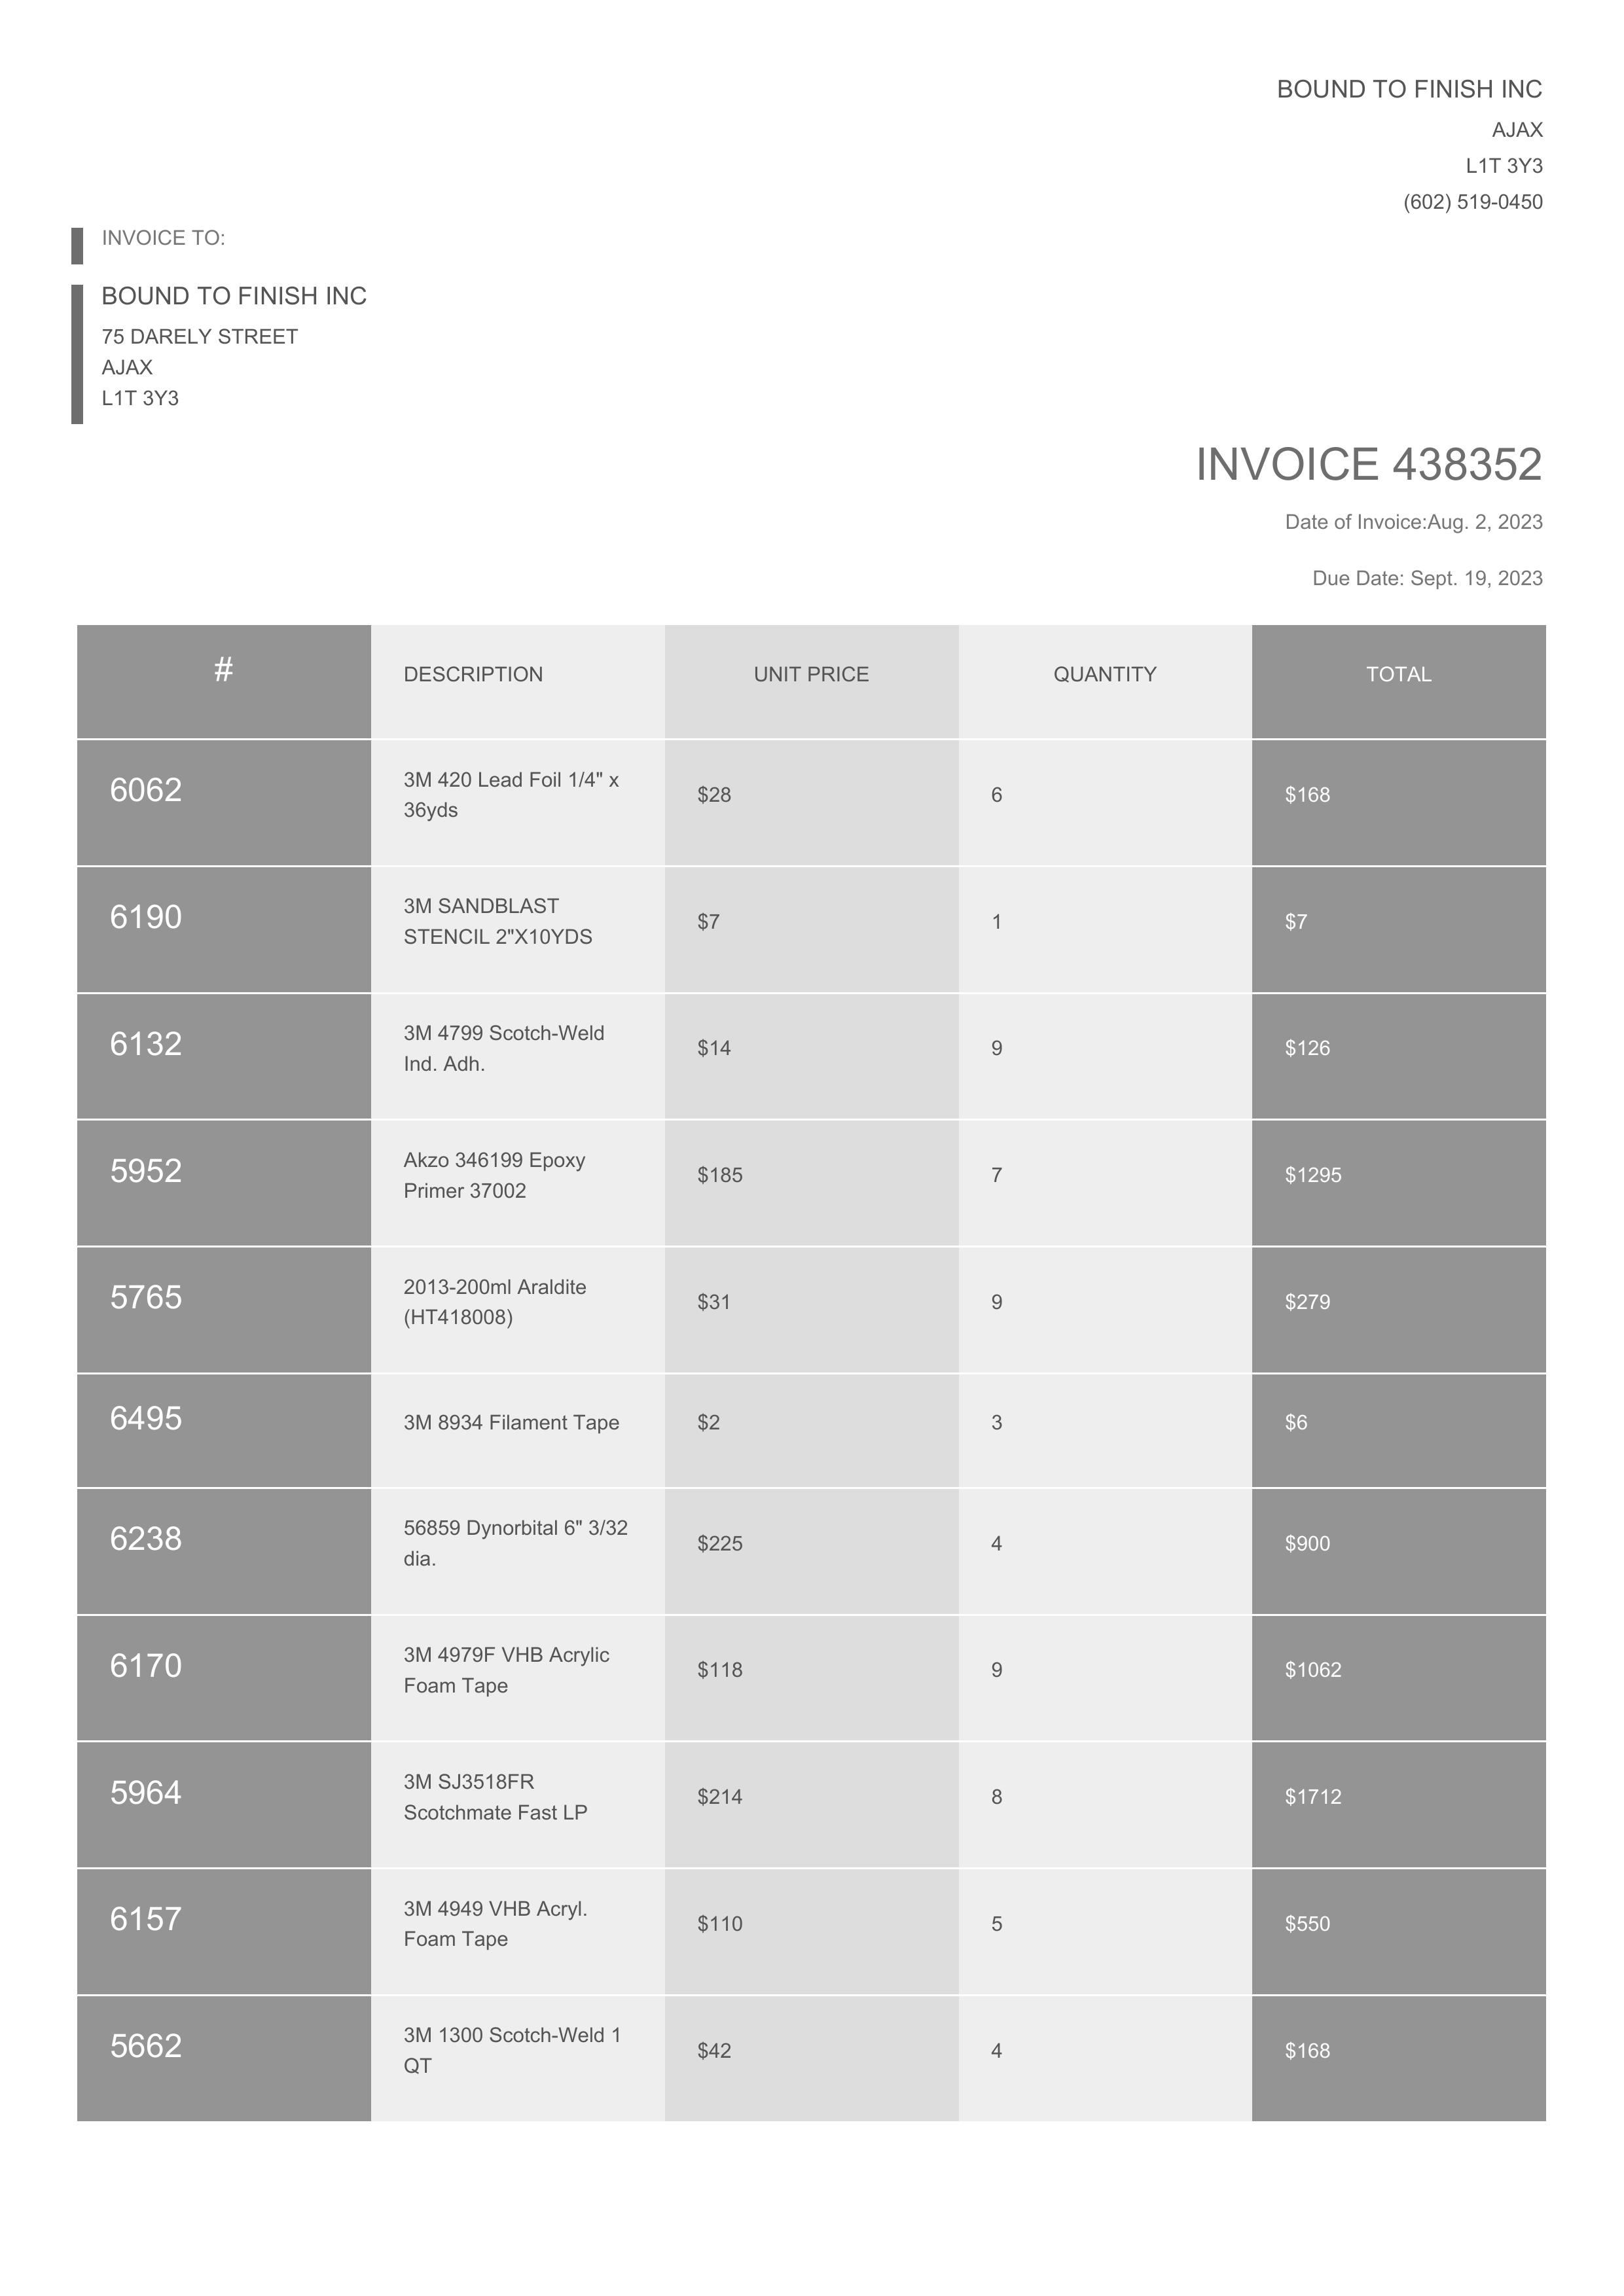 BOUND TO FINISH INC
AJAX
L1T 3Y3
(602) 519-0450
INVOICE TO:
BOUND TO FINISH INC
75 DARELY STREET
AJAX
L1T 3Y3
INVOICE 438352
Date of Invoice:Aug. 2, 2023
Due Date: Sept. 19, 2023
# DESCRIPTION UNIT PRICE QUANTITY TOTAL
6062 3M 420 Lead Foil 1/4" x
36yds $28 6 $168
6190 3M SANDBLAST
STENCIL 2"X10YDS $7 1 $7
6132 3M 4799 Scotch-Weld
Ind. Adh. $14 9 $126
5952 Akzo 346199 Epoxy
Primer 37002 $185 7 $1295
5765 2013-200ml Araldite
(HT418008) $31 9 $279
6495 3M 8934 Filament Tape $2 3 $6
6238 56859 Dynorbital 6" 3/32
dia. $225 4 $900
6170 3M 4979F VHB Acrylic
Foam Tape $118 9 $1062
5964 3M SJ3518FR
Scotchmate Fast LP $214 8 $1712
6157 3M 4949 VHB Acryl.
Foam Tape $110 5 $550
5662 3M 1300 Scotch-Weld 1
QT $42 4 $168